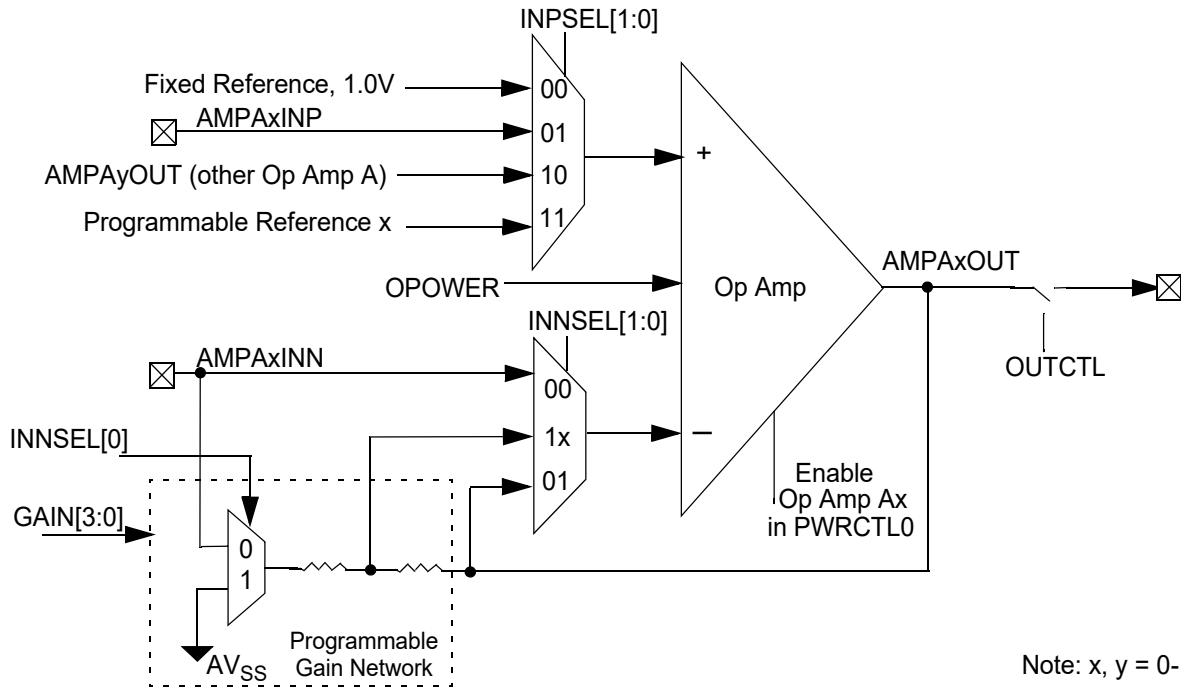 INPSEL[1:0]
Fixed Reference, 1.0V
00
AMPAxINP
01
AMPAyOUT (other Op Amp A)
10
Programmable Reference x
11
+
OPOWER
Op Amp
AMPAxOUT
INNSEL[1:0]
AMPAxINN
00
OUTCTL
INNSEL[0]
1x
–
01
Enable
Op Amp Ax
in PWRCTL0
GAIN[3:0]
0
1
Programmable
Gain Network
AVSS
Note: x, y = 0-